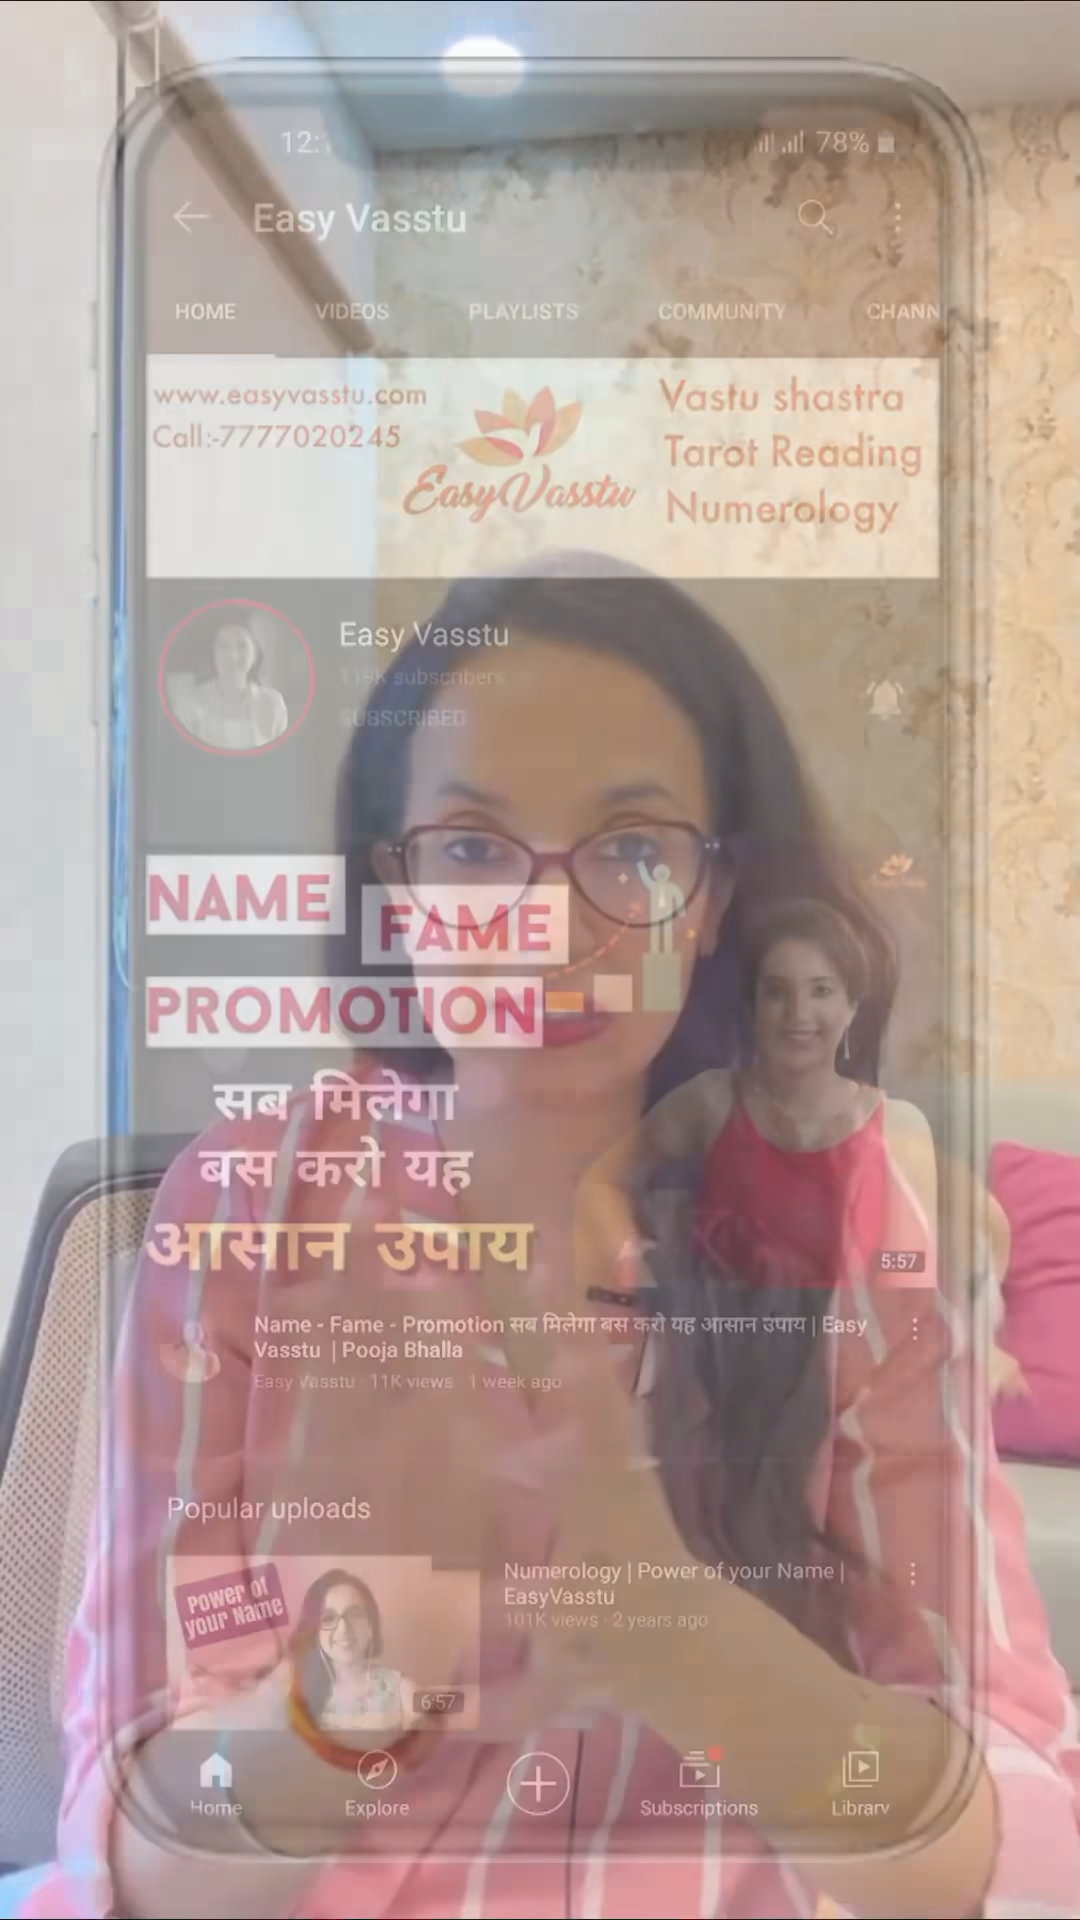 78%
Easy Vasstu
HOME VIDEOS PLAYLISTS COMMUNITY CHANN
www.easyvasstu.com
Call:-7777020245
EasyVasstu
Vastu shastra
Tarot Reading
Numerology
Easy Vasstu
119K subscribers
SUBSCRIBED
NAME
FAME
PROMOTION
सब मिलेगा
बस करो यह
आसान उपाय
5:57
Name - Fame - Promotion सब मिलेगा बस करो यह आसान उपाय | Easy
Vasstu | Pooja Bhalla
Easy Vasstu · 11K views · 1 week ago
Popular uploads
Power of
your Name
6:57
Numerology | Power of your Name |
EasyVasstu
101K views · 2 years ago
Home Explore Subscriptions Library